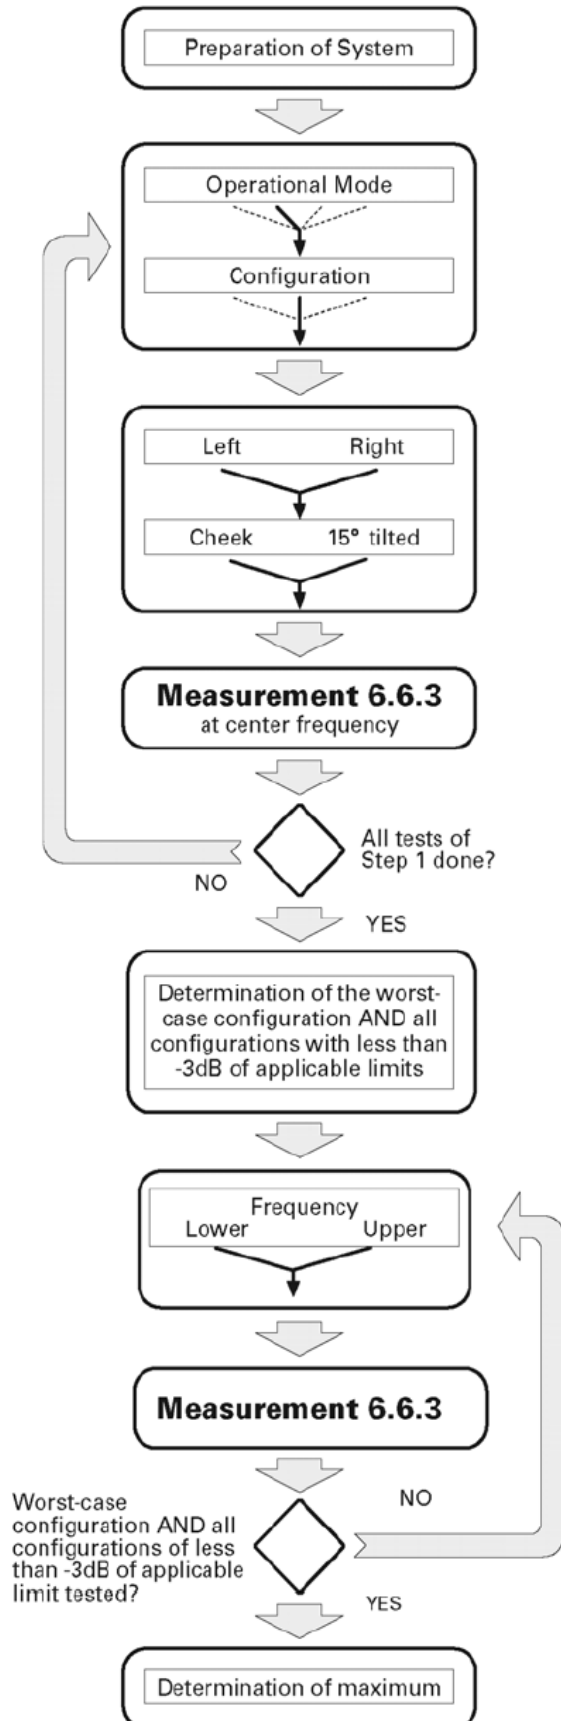 Preparation of System
Operational Mode
Configuration
Left Right
Cheek 15° tilted
Measurement 6.6.3
at center frequency
All tests of
Step 1 done?
NO
YES
Determination of the worst-
case configuration AND all
configurations with less than
-3dB of applicable limits
Frequency
Lower Upper
Measurement 6.6.3
Worst-case
configuration AND all
configurations of less
than -3dB of applicable
limit tested?
NO
YES
Determination of maximum